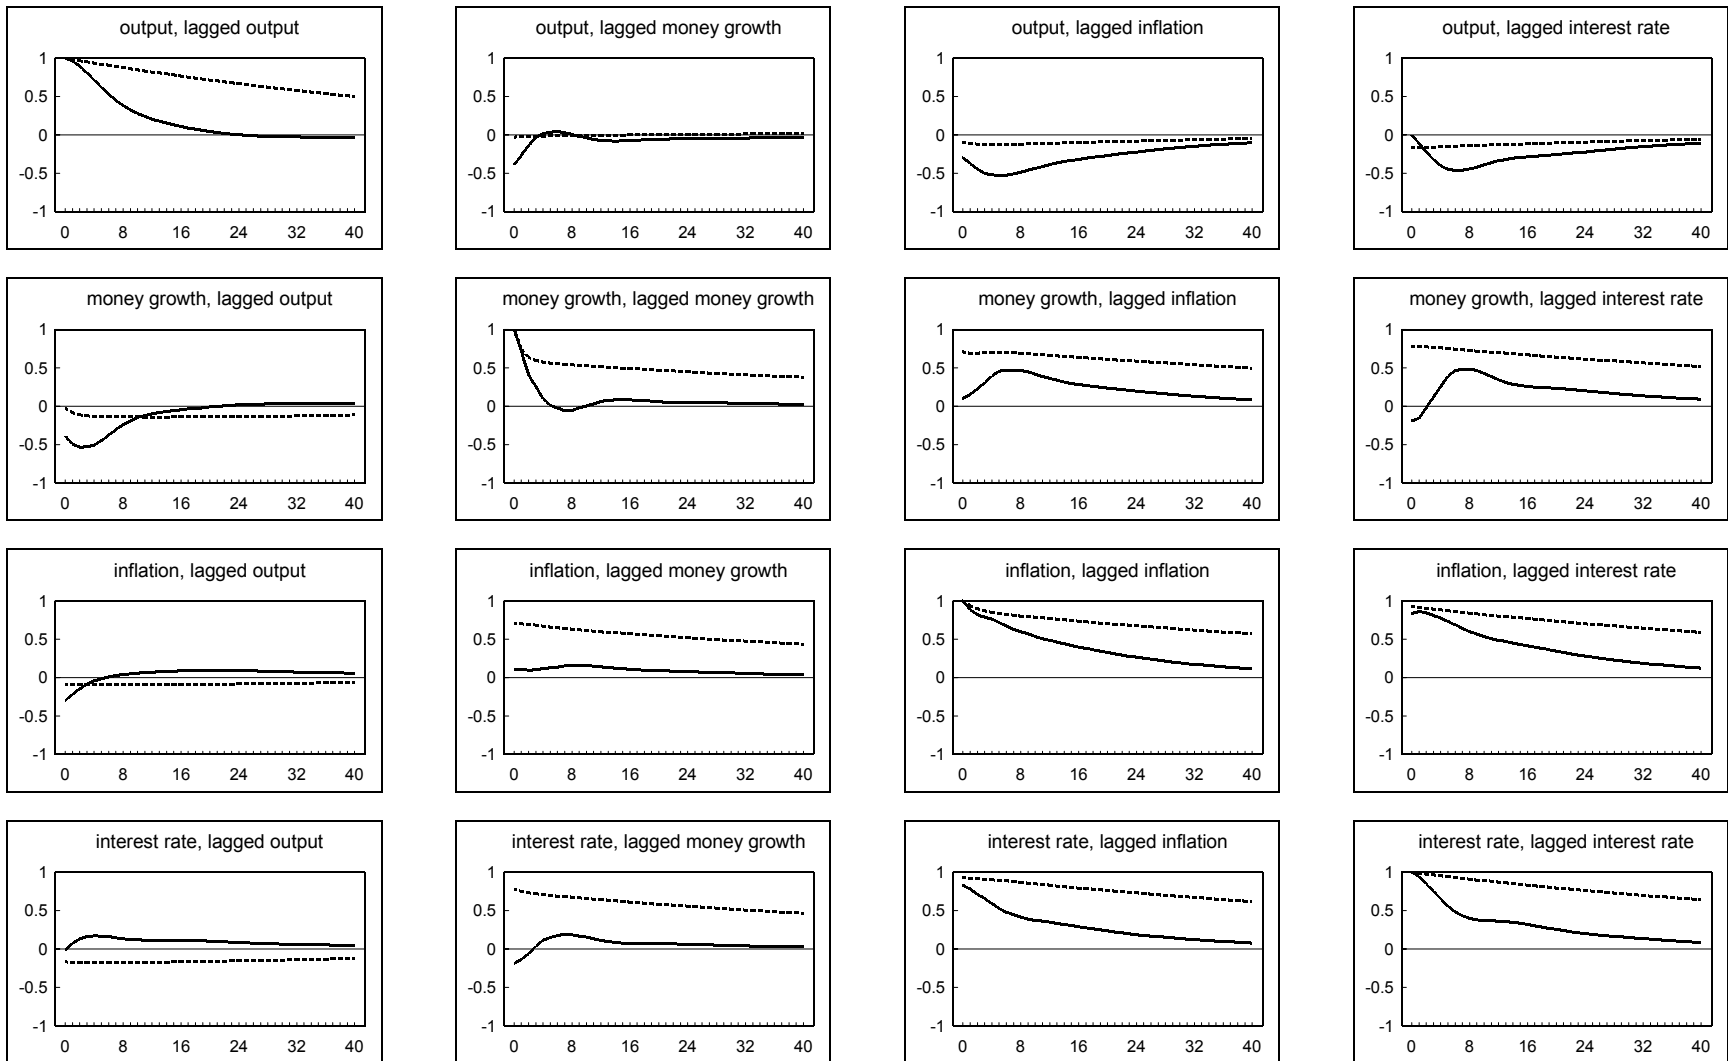 output, lagged output
1
0.5
0
-0.5
-1
0 8 16 24 32 40
output, lagged money growth
1
0.5
0
-0.5
-1
0 8 16 24 32 40
output, lagged inflation
1
0.5
0
-0.5
-1
0 8 16 24 32 40
output, lagged interest rate
1
0.5
0
-0.5
-1
0 8 16 24 32 40
money growth, lagged output
1
0.5
0
-0.5
-1
0 8 16 24 32 40
money growth, lagged money growth
1
0.5
0
-0.5
-1
0 8 16 24 32 40
money growth, lagged inflation
1
0.5
0
-0.5
-1
0 8 16 24 32 40
money growth, lagged interest rate
1
0.5
0
-0.5
-1
0 8 16 24 32 40
inflation, lagged output
1
0.5
0
-0.5
-1
0 8 16 24 32 40
inflation, lagged money growth
1
0.5
0
-0.5
-1
0 8 16 24 32 40
inflation, lagged inflation
1
0.5
0
-0.5
-1
0 8 16 24 32 40
inflation, lagged interest rate
1
0.5
0
-0.5
-1
0 8 16 24 32 40
interest rate, lagged output
1
0.5
0
-0.5
-1
0 8 16 24 32 40
interest rate, lagged money growth
1
0.5
0
-0.5
-1
0 8 16 24 32 40
interest rate, lagged inflation
1
0.5
0
-0.5
-1
0 8 16 24 32 40
interest rate, lagged interest rate
1
0.5
0
-0.5
-1
0 8 16 24 32 40